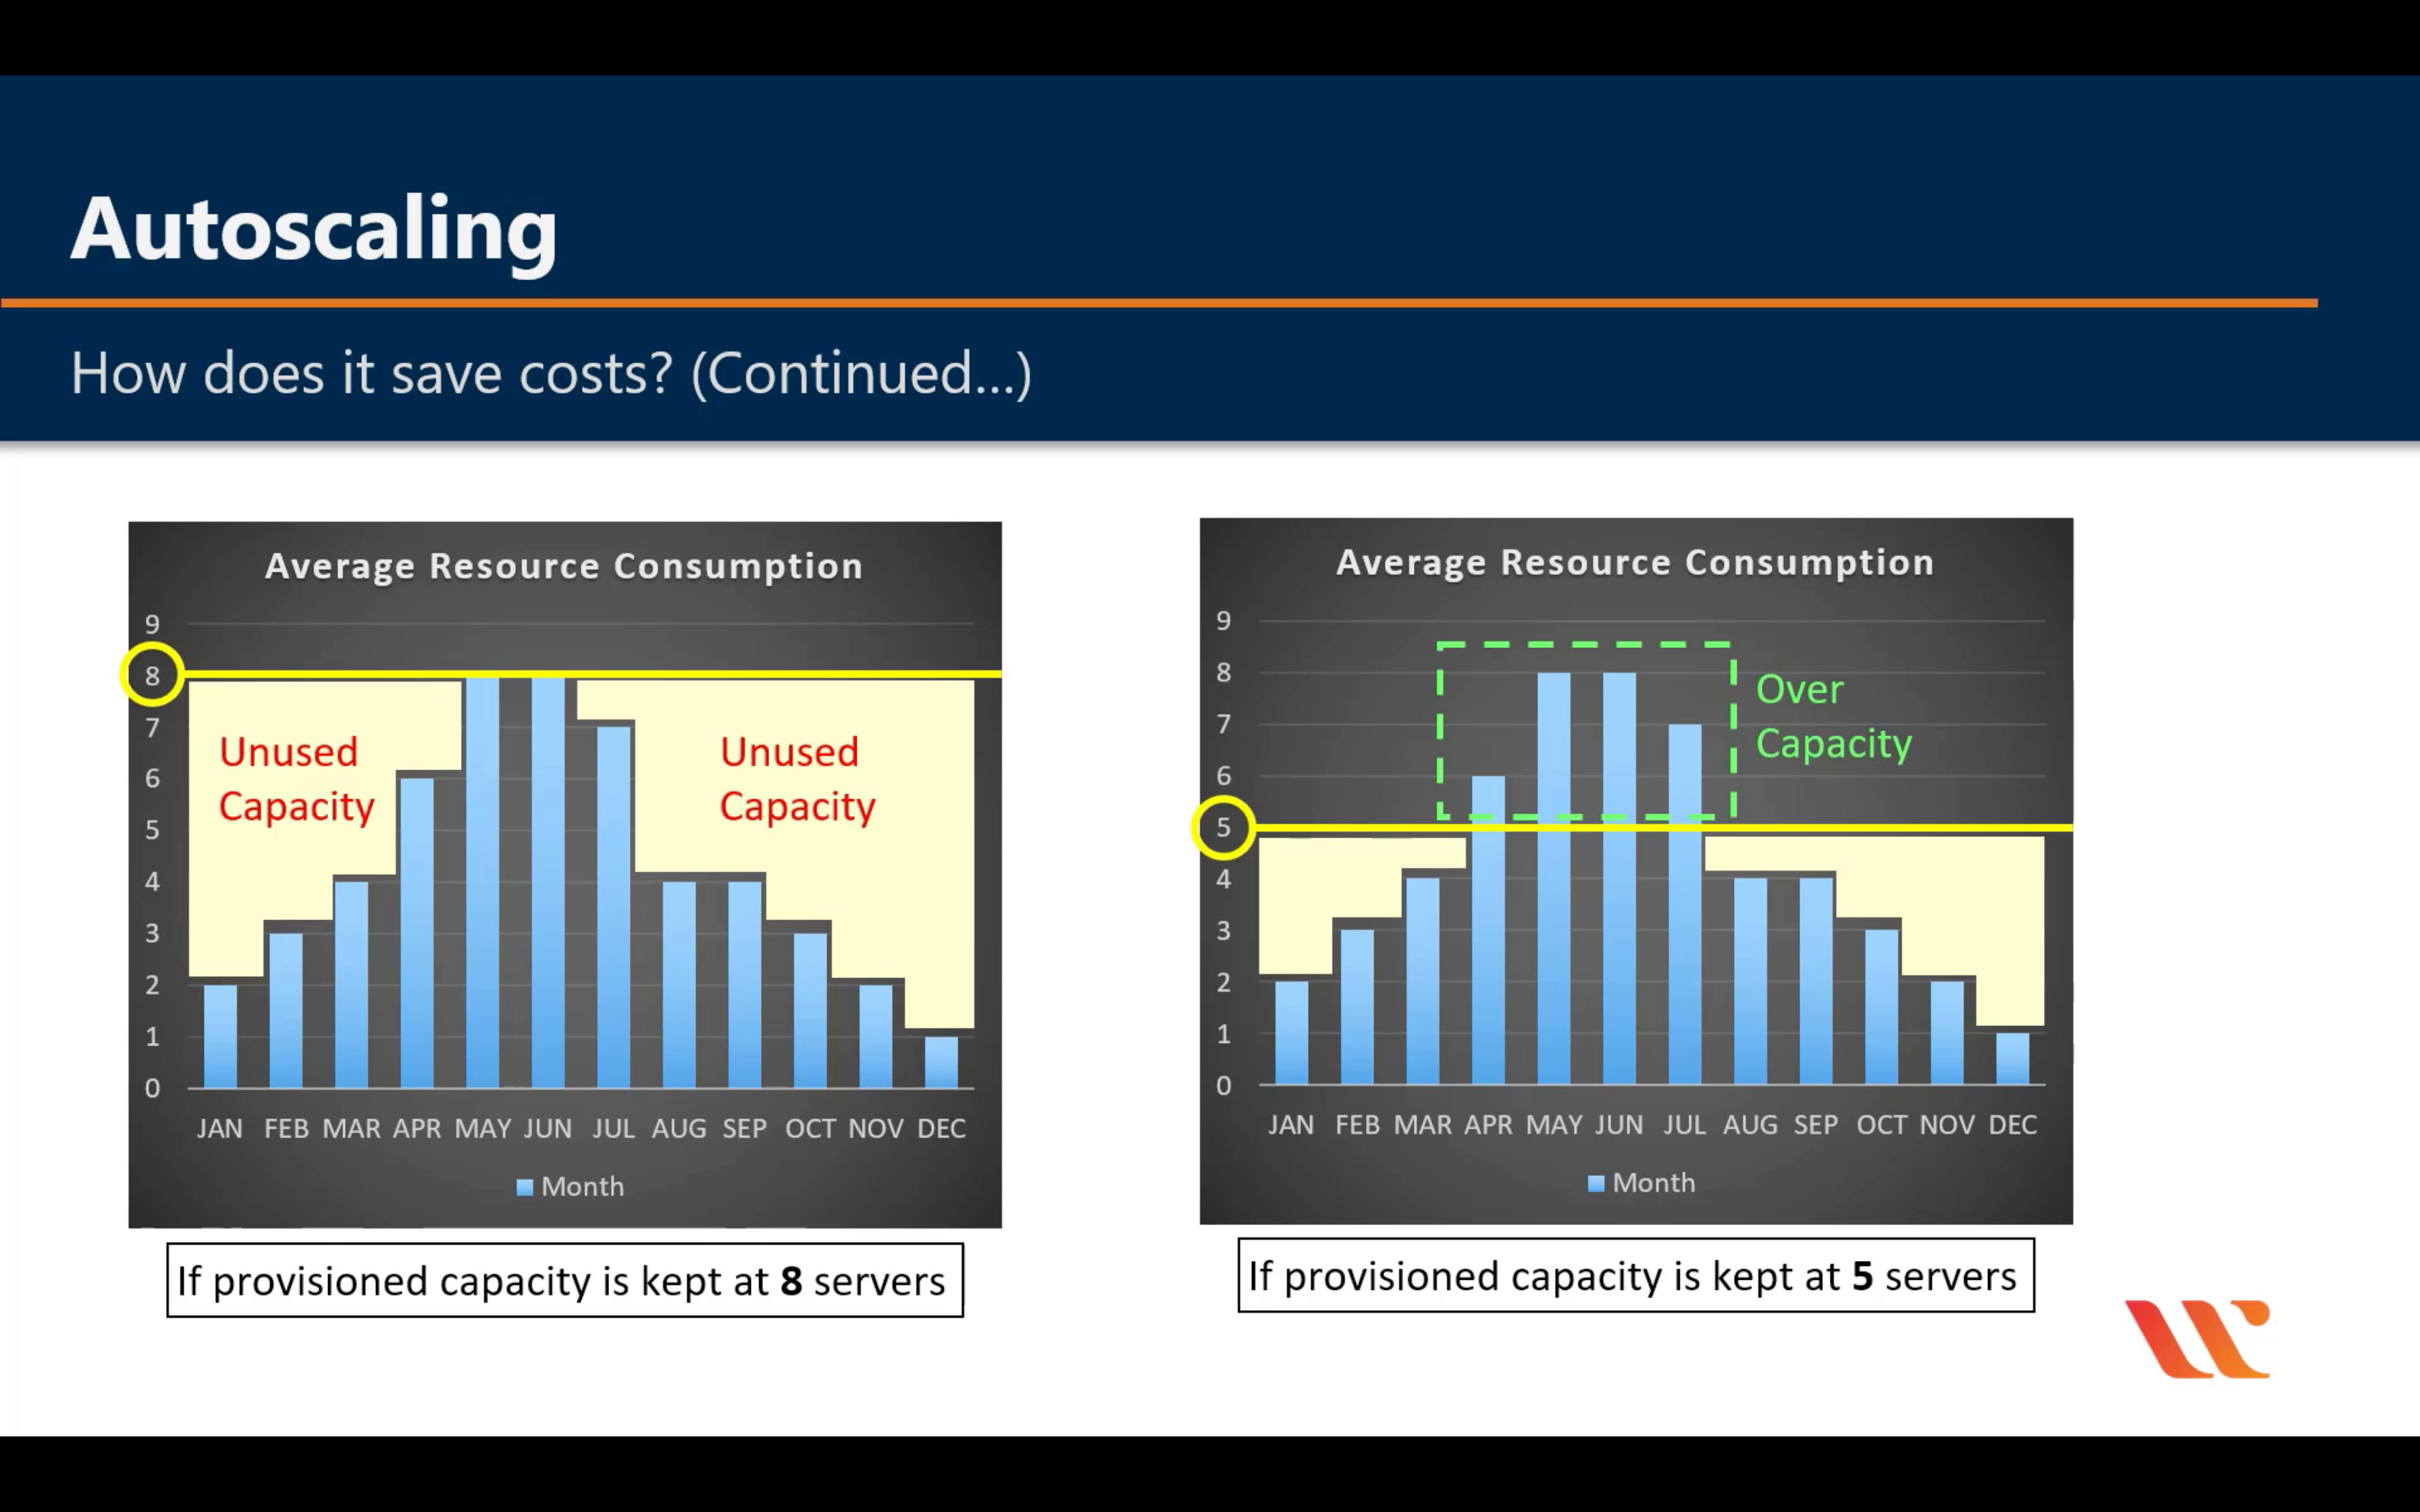 Autoscaling
How does it save costs? (Continued...)
Average Resource Consumption
9
8
7
6
5
4
3
2
1
0
Unused
Capacity
Unused
Capacity
JAN FEB MAR APR MAY JUN JUL AUG SEP OCT NOV DEC
Month
If provisioned capacity is kept at 8 servers
Average Resource Consumption
9
8
7
6
5
4
3
2
1
0
Over
Capacity
JAN FEB MAR APR MAY JUN JUL AUG SEP OCT NOV DEC
Month
If provisioned capacity is kept at 5 servers